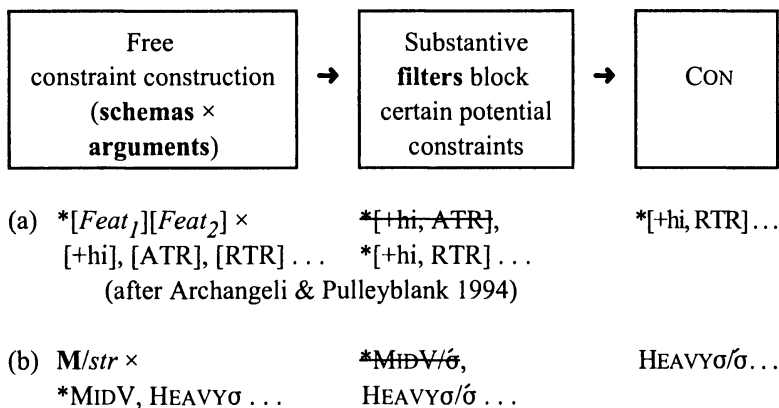 Free
constraint construction
(schemas ×
arguments)
➔
Substantive
filters block
certain potential
constraints
➔
CON
(a) *[Feat1][Feat2] × *[+hi, ATR], *[+hi, RTR] …
[+hi], [ATR], [RTR] … *[+hi, RTR] …
(after Archangeli & Pulleyblank 1994)
(b) M/str × *MIDV/σ́, HEAVYσ/σ́ …
*MIDV, HEAVYσ … HEAVYσ/σ́ …